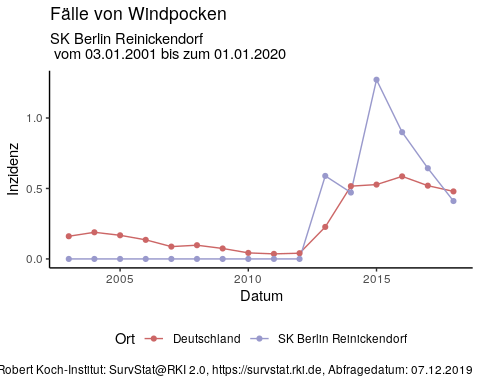 Fälle von Windpocken
SK Berlin Reinickendorf
vom 03.01.2001 bis zum 01.01.2020
Inzidenz
1.0
0.5
0.0
2005 2010 2015
Datum
Ort Deutschland SK Berlin Reinickendorf
Robert Koch-Institut: SurvStat@RKI 2.0, https://survstat.rki.de, Abfragedatum: 07.12.2019